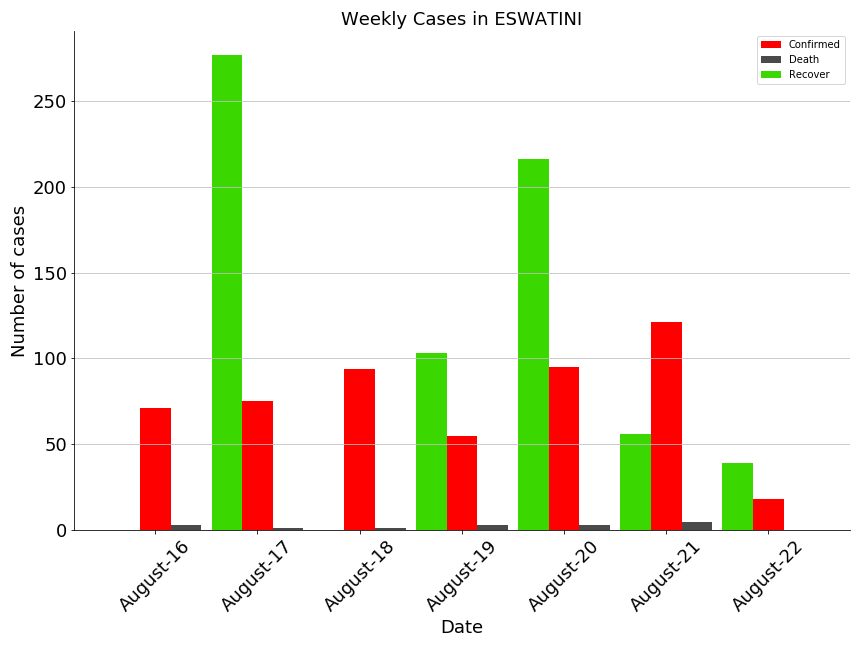 Weekly Cases in ESWATINI
Confirmed
Death
Recover
Number of cases
250
200
150
100
50
0
August-16
August-17
August-18
August-19
August-20
August-21
August-22
Date